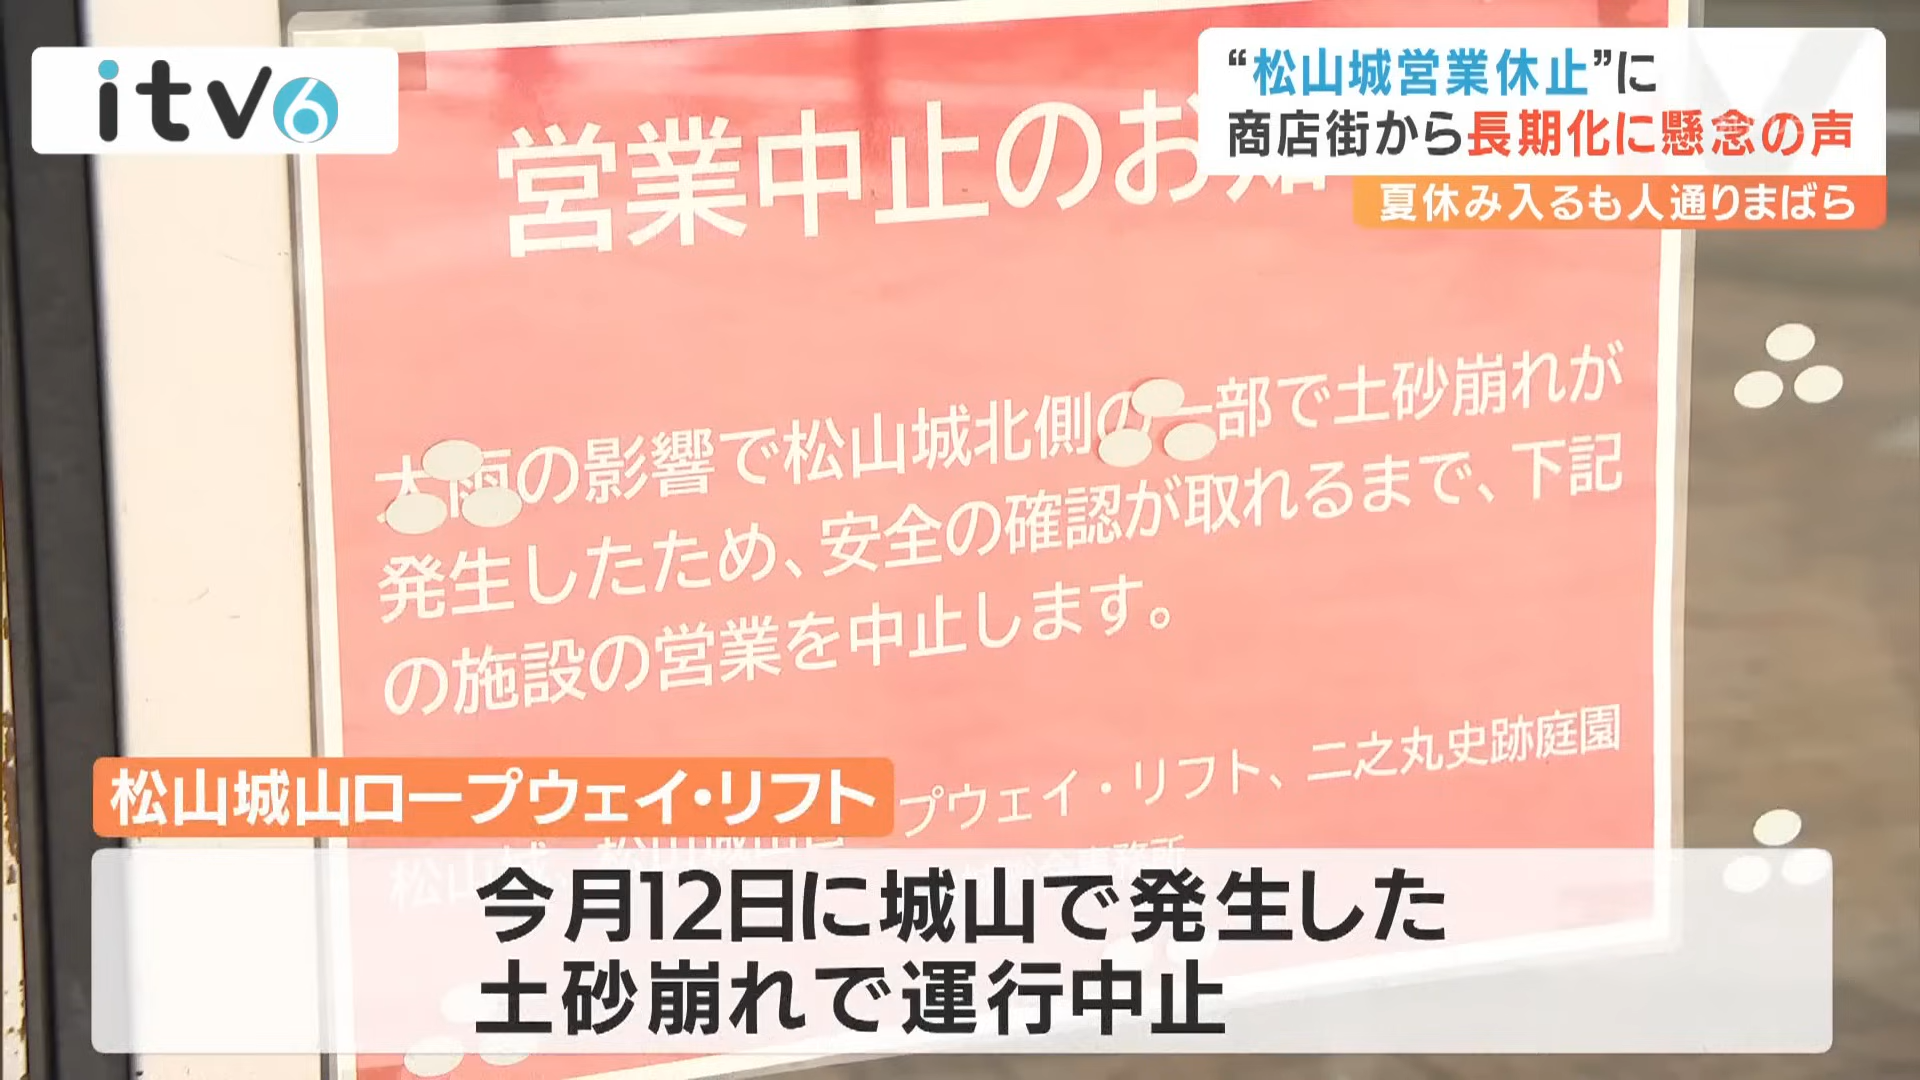 itv6
“松山城営業休止”に
商店街から長期化に懸念の声
夏休み入るも人通りまばら
営業中止のお知
大雨の影響で松山城北側の一部で土砂崩れが
発生したため、安全の確認が取れるまで、下記
の施設の営業を中止します。
プウェイ・リフト、二之丸史跡庭園
松山城山ロープウェイ・リフト
今月12日に城山で発生した
土砂崩れで運行中止